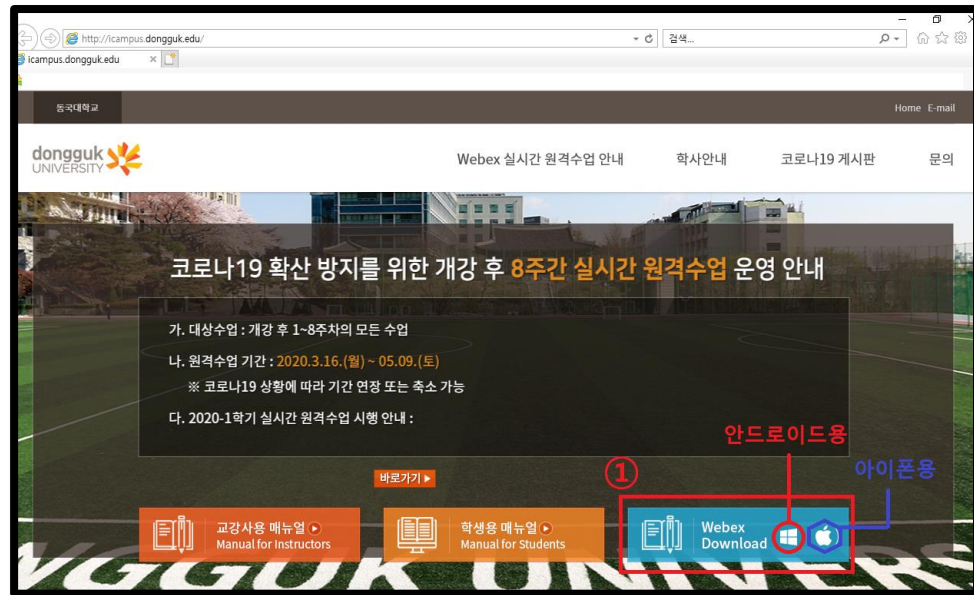 http://icampus.dongguk.edu/
검색...
icampus.dongguk.edu
동국대학교
Home E-mail
dongguk
UNIVERSITY
Webex 실시간 원격수업 안내 학사안내 코로나19 게시판 문의
코로나19 확산 방지를 위한 개강 후 8주간 실시간 원격수업 운영 안내
가. 대상수업 : 개강 후 1~8주차의 모든 수업
나. 원격수업 기간 : 2020.3.16.(월) ~ 05.09.(토)
※ 코로나19 상황에 따라 기간 연장 또는 축소 가능
다. 2020-1학기 실시간 원격수업 시행 안내 :
안드로이드용
아이폰용
바로가기
①
교강사용 매뉴얼
Manual for Instructors
학생용 매뉴얼
Manual for Students
Webex
Download
NGGUK UNIVERS